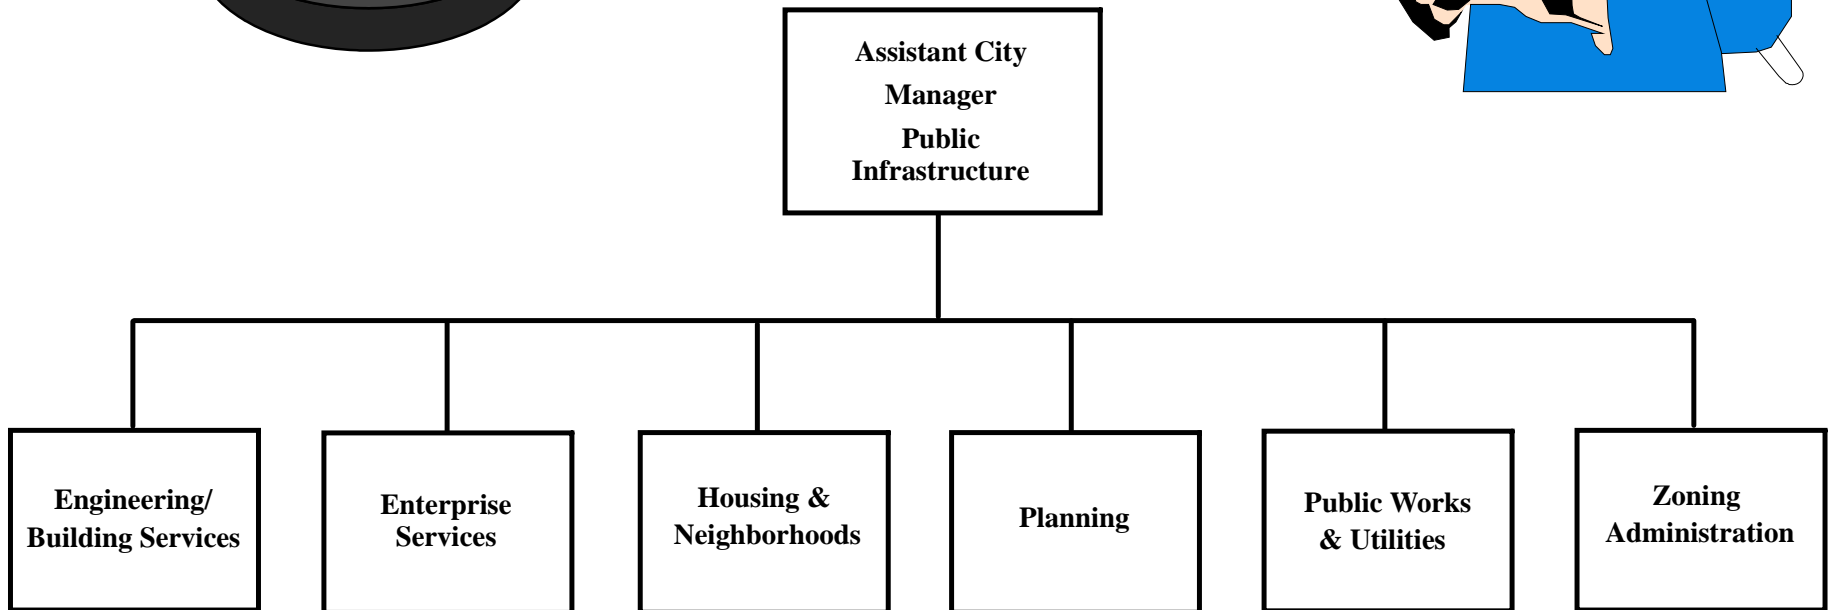 Assistant City
Manager
Public
Infrastructure
Engineering/
Building Services
Enterprise
Services
Housing &
Neighborhoods
Planning
Public Works
& Utilities
Zoning
Administration